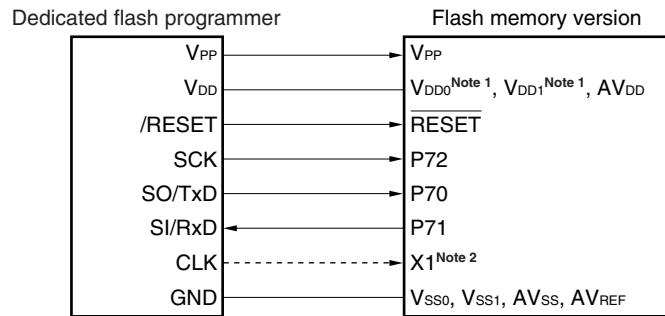 Dedicated flash programmer Flash memory version
VPP VPP
VDD VDD0Note 1, VDD1Note 1, AVDD
/RESET RESET
SCK P72
SO/TxD P70
SI/RxD P71
CLK X1Note 2
GND VSS0, VSS1, AVSS, AVREF